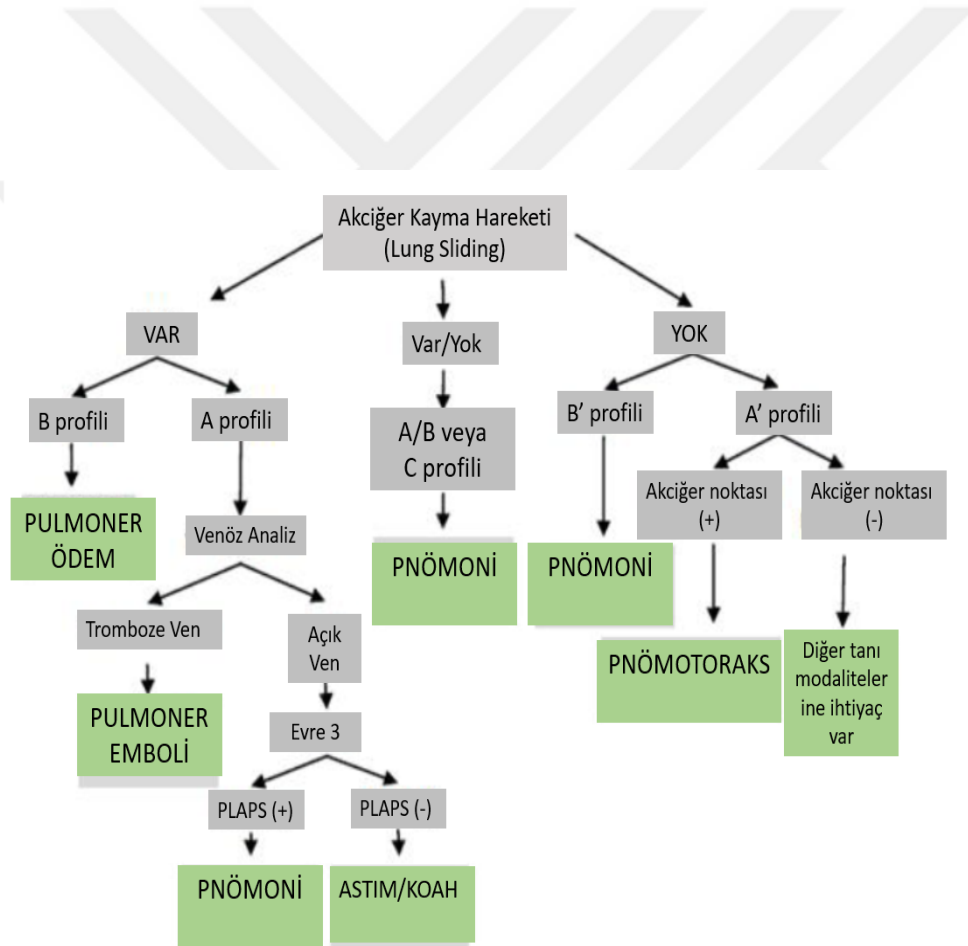 Akciğer Kayma Hareketi
(Lung Sliding)
VAR
Var/Yok
YOK
B profili
A profili
A/B veya
C profili
B’ profili
A’ profili
PULMONER
ÖDEM
Venöz Analiz
PNÖMONİ
PNÖMONİ
Akciğer noktası
(+)
Akciğer noktası
(-)
Tromboze Ven
Açık
Ven
PNÖMOTORAKS
Diğer tanı
modaliteler
ine ihtiyaç
var
PULMONER
EMBOLİ
Evre 3
PLAPS (+)
PLAPS (-)
PNÖMONİ
ASTIM/KOAH